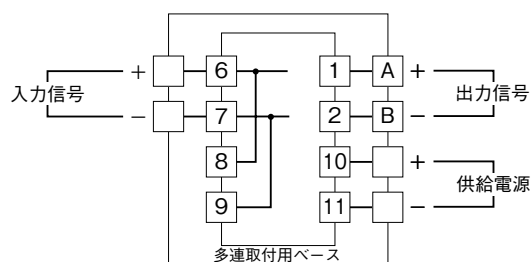 + 6 1 A +
入力信号 出力信号
− 7 2 B −
8 10 +
供給電源
9 11 −
多連取付用ベース